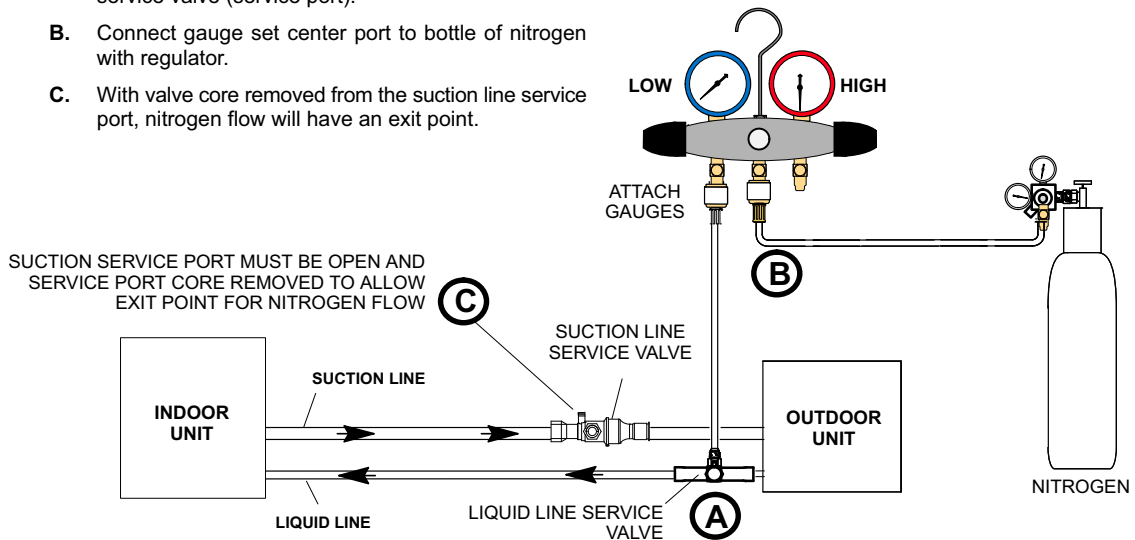 service valve (service port).
B. Connect gauge set center port to bottle of nitrogen
with regulator.
C. With valve core removed from the suction line service
port, nitrogen flow will have an exit point.
LOW
HIGH
ATTACH
GAUGES
B
SUCTION SERVICE PORT MUST BE OPEN AND
SERVICE PORT CORE REMOVED TO ALLOW
EXIT POINT FOR NITROGEN FLOW
C
SUCTION LINE
SERVICE VALVE
SUCTION LINE
INDOOR
UNIT
OUTDOOR
UNIT
NITROGEN
LIQUID LINE
LIQUID LINE SERVICE
VALVE
A